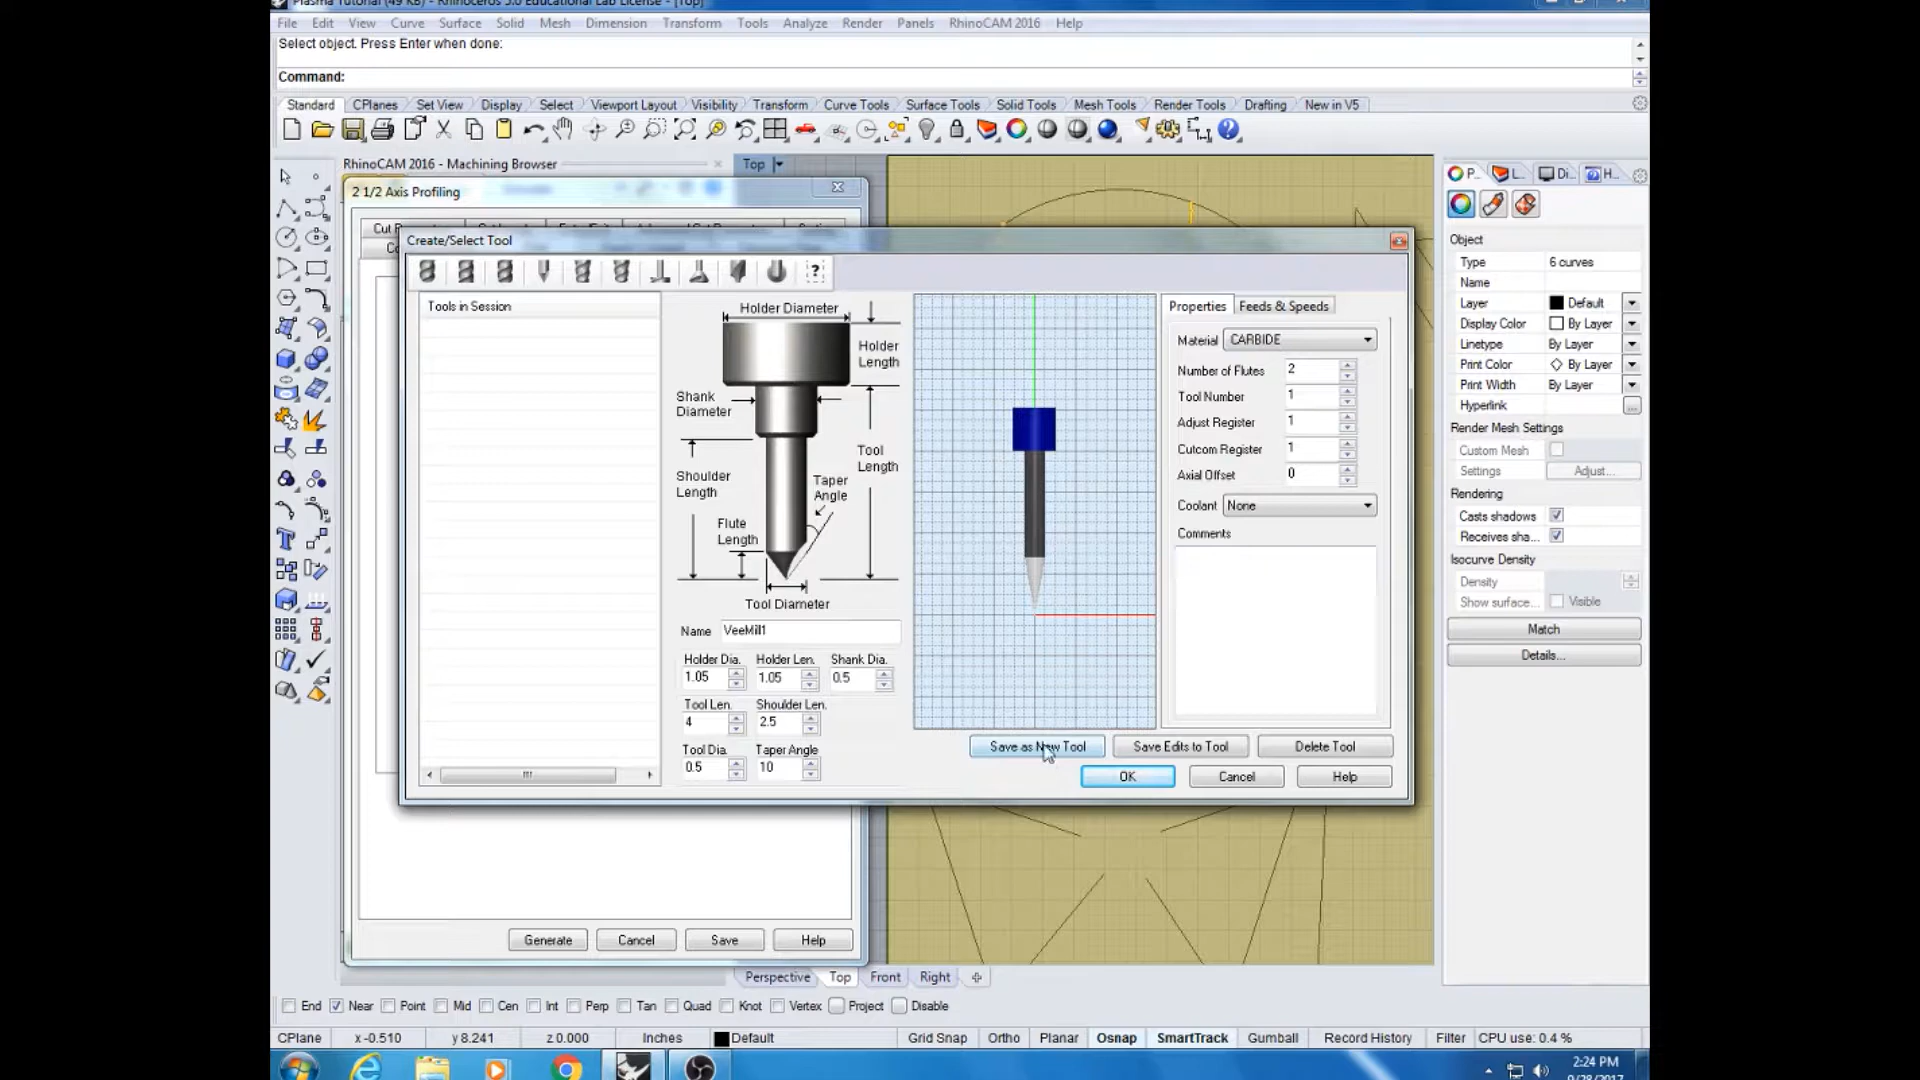 Plasma Tutorial (49 KB) - Rhinoceros 5.0 Educational Lab License - [Top]
File Edit View Curve Surface Solid Mesh Dimension Transform Tools Analyze Render Panels RhinoCAM 2016 Help
Select object. Press Enter when done:
Command:
Standard CPlanes Set View Display Select Viewport Layout Visibility Transform Curve Tools Surface Tools Solid Tools Mesh Tools Render Tools Drafting New in V5
RhinoCAM 2016 - Machining Browser
Top
2 1/2 Axis Profiling
Create/Select Tool
Tools in Session
Holder Diameter
Holder
Length
Shank
Diameter
Tool
Length
Shoulder
Length
Taper
Angle
Flute
Length
Tool Diameter
Name VeeMill1
Holder Dia. Holder Len. Shank Dia.
1.05 1.05 0.5
Tool Len. Shoulder Len.
4 2.5
Tool Dia. Taper Angle
0.5 10
Properties Feeds & Speeds
Material CARBIDE
Number of Flutes 2
Tool Number 1
Adjust Register 1
Cutcom Register 1
Axial Offset 0
Coolant None
Comments
Save as New Tool Save Edits to Tool Delete Tool
OK Cancel Help
Generate Cancel Save Help
P.. L... Di... H..
Object
Type 6 curves
Name
Layer Default
Display Color By Layer
Linetype By Layer
Print Color By Layer
Print Width By Layer
Hyperlink ...
Render Mesh Settings
Custom Mesh
Settings Adjust...
Rendering
Casts shadows
Receives sha...
Isocurve Density
Density
Show surface... Visible
Match
Details...
Perspective Top Front Right
End Near Point Mid Cen Int Perp Tan Quad Knot Vertex Project Disable
CPlane x -0.510 y 8.241 z 0.000 Inches Default Grid Snap Ortho Planar Osnap SmartTrack Gumball Record History Filter CPU use: 0.4 %
2:24 PM
9/28/2017